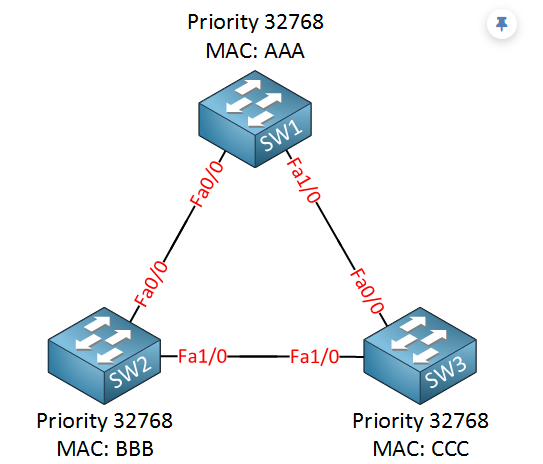 Priority 32768
MAC: AAA
SW1
Fa0/0
Fa1/0
Fa0/0
Fa0/0
SW2
Fa1/0
Fa1/0
SW3
Priority 32768
MAC: BBB
Priority 32768
MAC: CCC